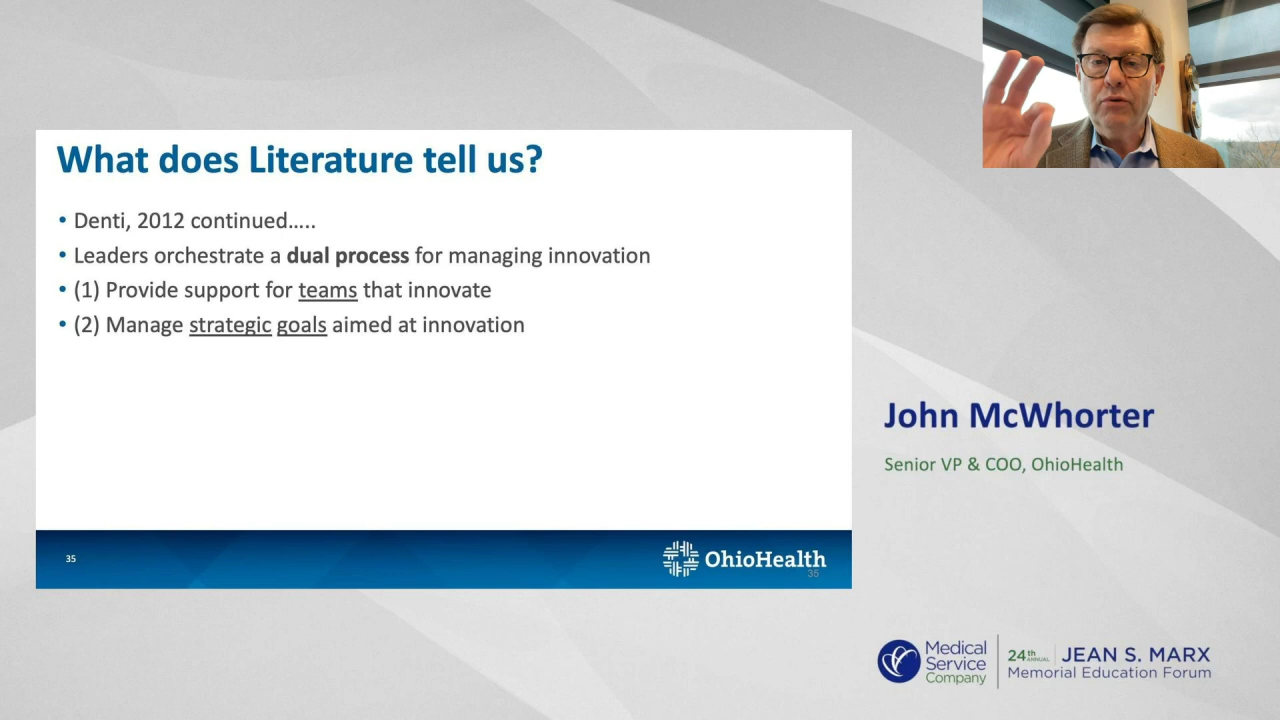 What does Literature tell us?
• Denti, 2012 continued…..
• Leaders orchestrate a dual process for managing innovation
• (1) Provide support for teams that innovate
• (2) Manage strategic goals aimed at innovation
35
OhioHealth
35
John McWhorter
Senior VP & COO, OhioHealth
Medical
Service
Company
24th ANNUAL
JEAN S. MARX
Memorial Education Forum